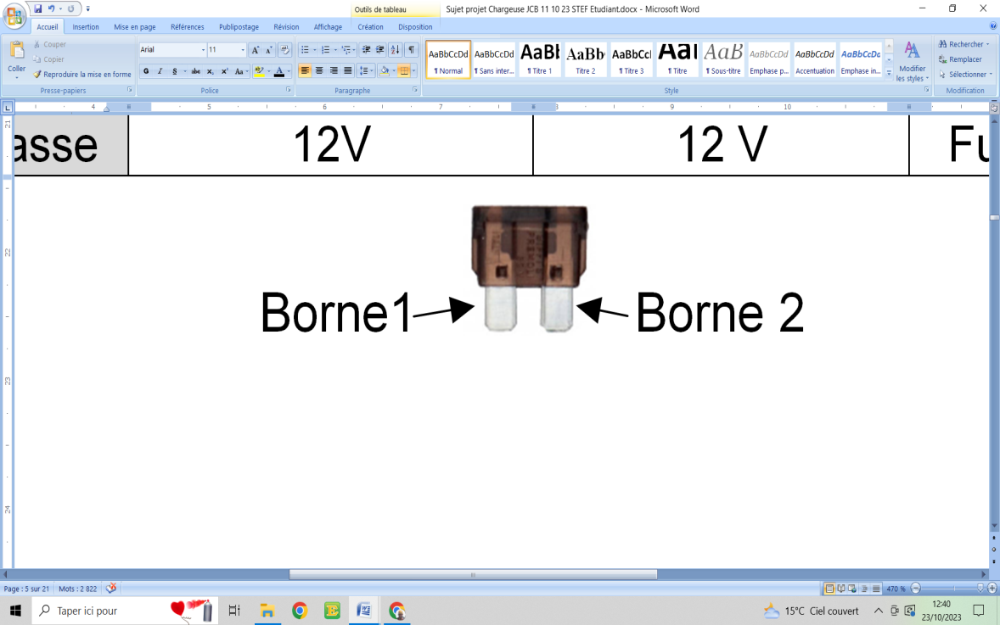 Outils de tableau
Sujet projet Chargeuse JCB 11 10 23 STEF Etudiant.docx - Microsoft Word
Accueil Insertion Mise en page Références Publipostage Révision Affichage Création Disposition
Coller
Couper
Copier
Reproduire la mise en forme
Presse-papiers
Arial 11
G I S abc x₂ x² Aa
Police
Paragraphe
AaBbCcDd AaBbCcDd AaBbC AaBb AaBbCcI AaBb AaB AaBbCcDd AaBbCcDd AaBbCcDc
¶ Normal ¶ Sans inter... ¶ Titre 1 Titre 2 ¶ Titre 3 ¶ Titre ¶ Sous-titre Emphase p... Accentuation Emphase in...
Style
Modifier
les styles
Rechercher
Remplacer
Sélectionner
Modification
4 5 6 7 8 9 10
21
22
23
24
asse 12V 12 V Fu
Borne1 Borne 2
Page : 5 sur 21 Mots : 2 822
470 %
Taper ici pour
15°C Ciel couvert
12:40
23/10/2023